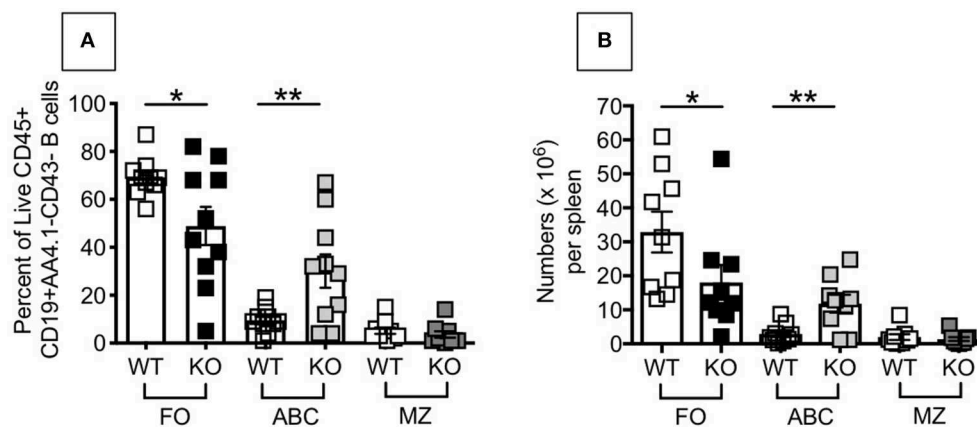 A
B
* **
* **
Percent of Live CD45+
CD19+AA4.1-CD43- B cells
100
80
60
40
20
0
WT KO WT KO WT KO
FO ABC MZ
Numbers (x 10⁶)
per spleen
70
60
50
40
30
20
10
0
WT KO WT KO WT KO
FO ABC MZ